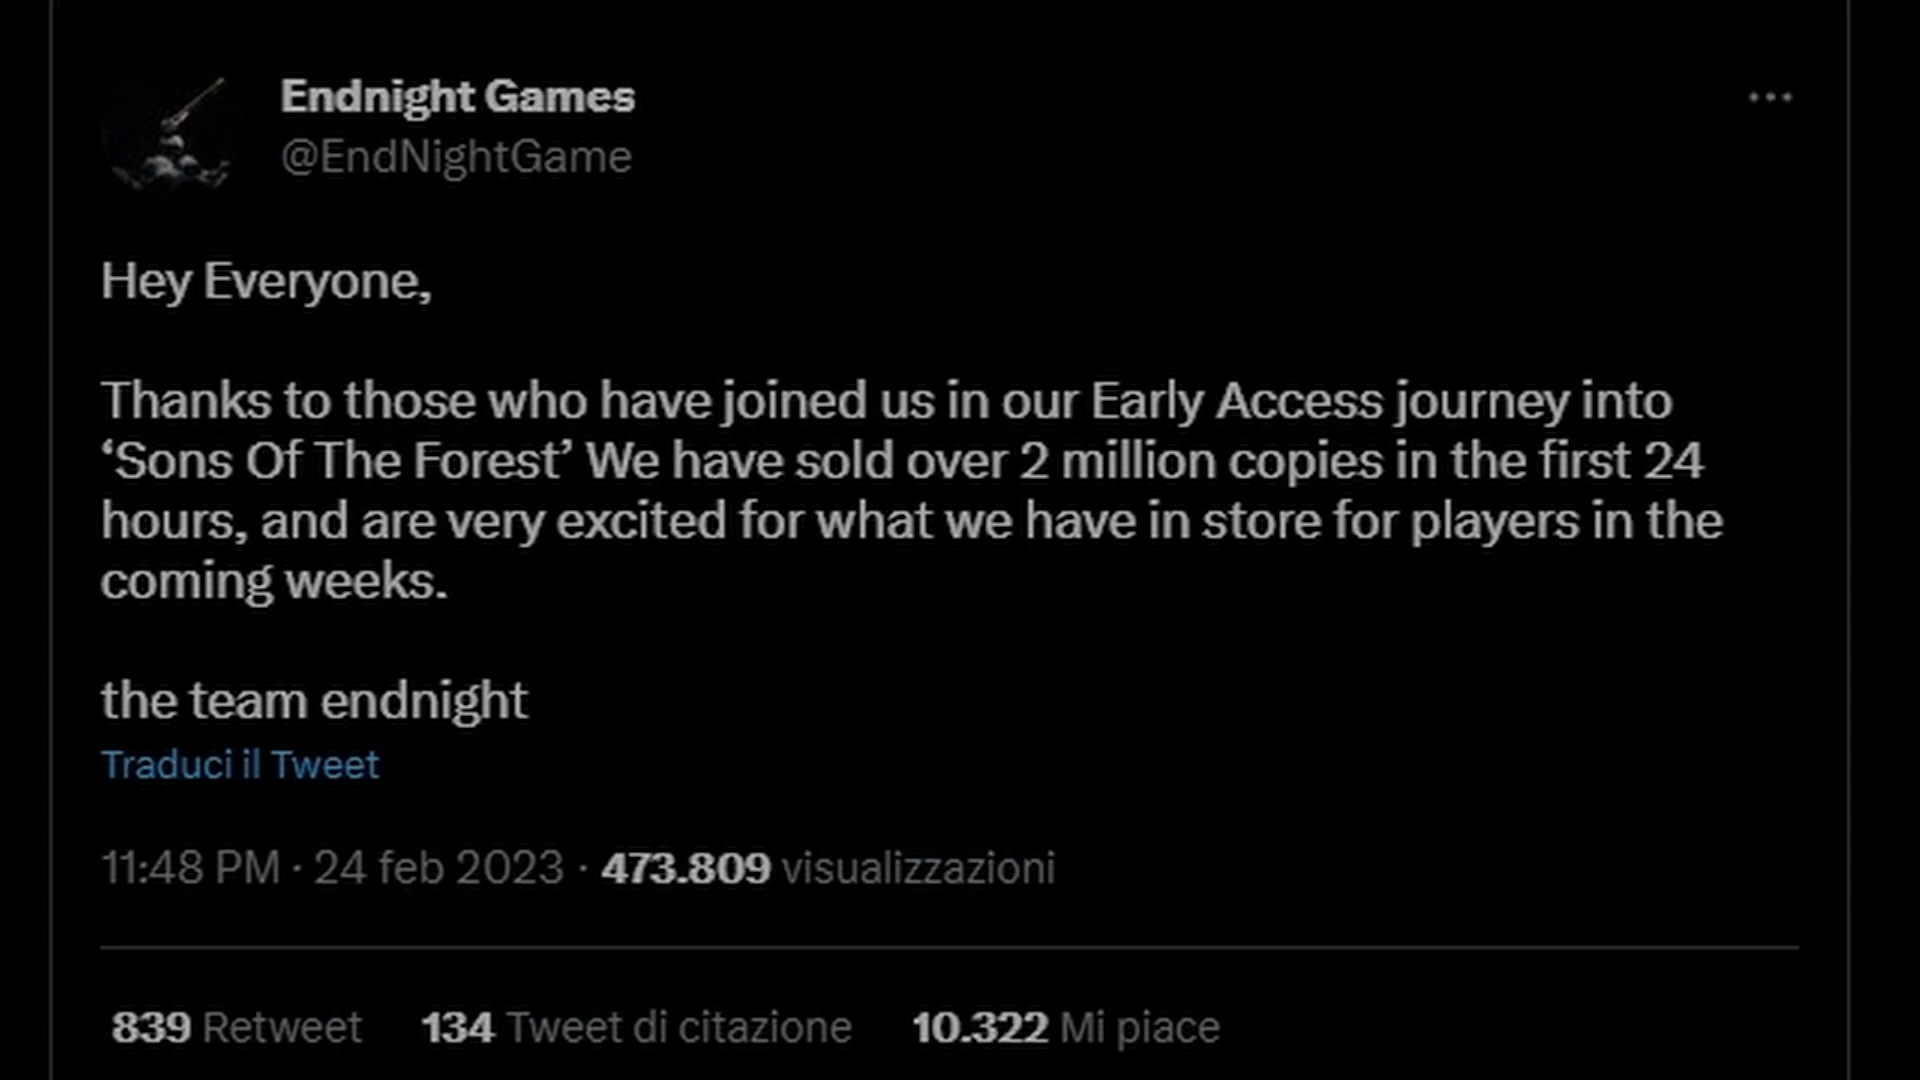 Endnight Games
@EndNightGame
Hey Everyone,
Thanks to those who have joined us in our Early Access journey into
‘Sons Of The Forest’ We have sold over 2 million copies in the first 24
hours, and are very excited for what we have in store for players in the
coming weeks.
the team endnight
Traduci il Tweet
11:48 PM · 24 feb 2023 · 473.809 visualizzazioni
839 Retweet 134 Tweet di citazione 10.322 Mi piace